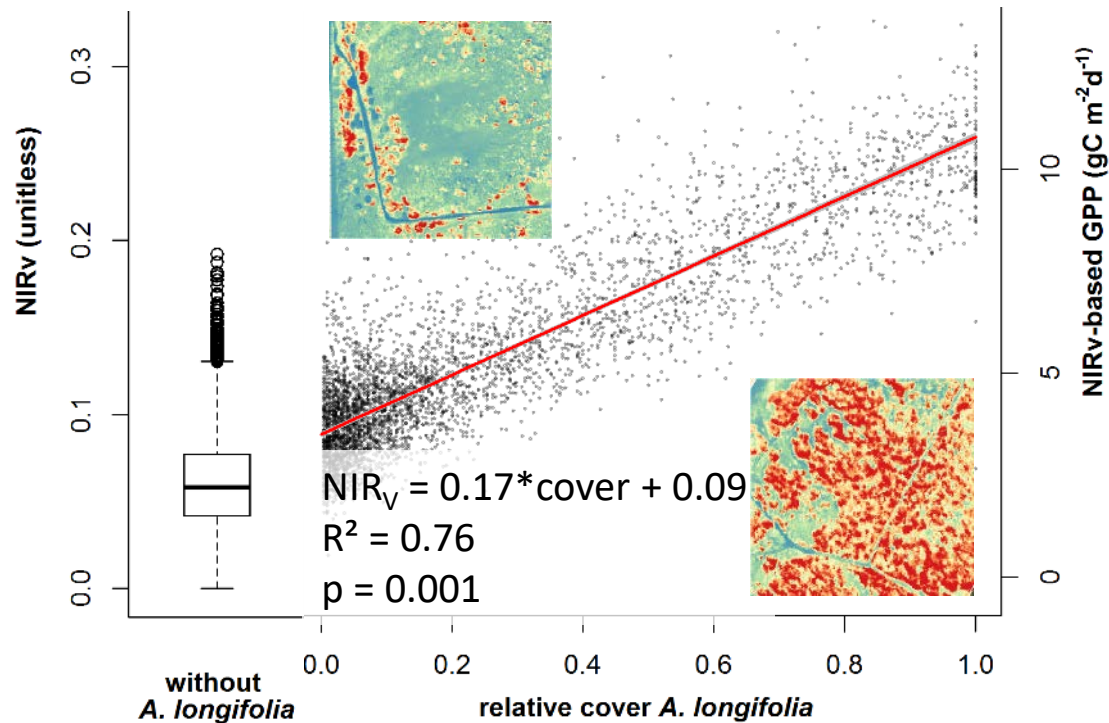 NIRv (unitless)
0.3
0.2
0.1
0.0
without
A. longifolia
NIRv = 0.17*cover + 0.09
R² = 0.76
p = 0.001
0.0 0.2 0.4 0.6 0.8 1.0
relative cover A. longifolia
10
5
0
NIRv-based GPP (gC m⁻²d⁻¹)